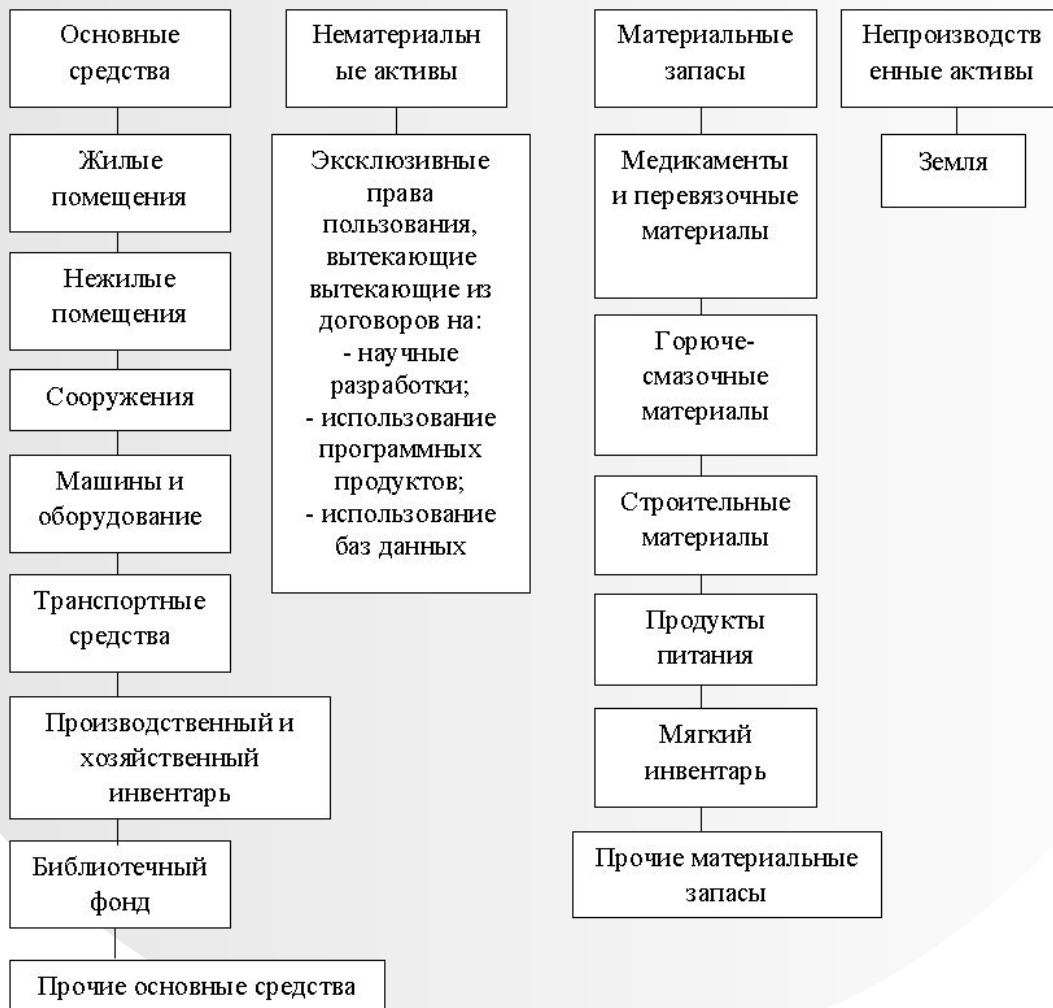 Основные
средства
Жилые
помещения
Нежилые
помещения
Сооружения
Машины и
оборудование
Транспортные
средства
Производственный и
хозяйственный
инвентарь
Библиотечный
фонд
Прочие основные средства
Нематериальн
ые активы
Эксклюзивные
права
пользования,
вытекающие
вытекающие из
договоров на:
- научные
разработки;
- использование
программных
продуктов;
- использование
баз данных
Материальные
запасы
Медикаменты
и перевязочные
материалы
Горюче-
смазочные
материалы
Строительные
материалы
Продукты
питания
Мягкий
инвентарь
Прочие материальные
запасы
Непроизводств
енные активы
Земля